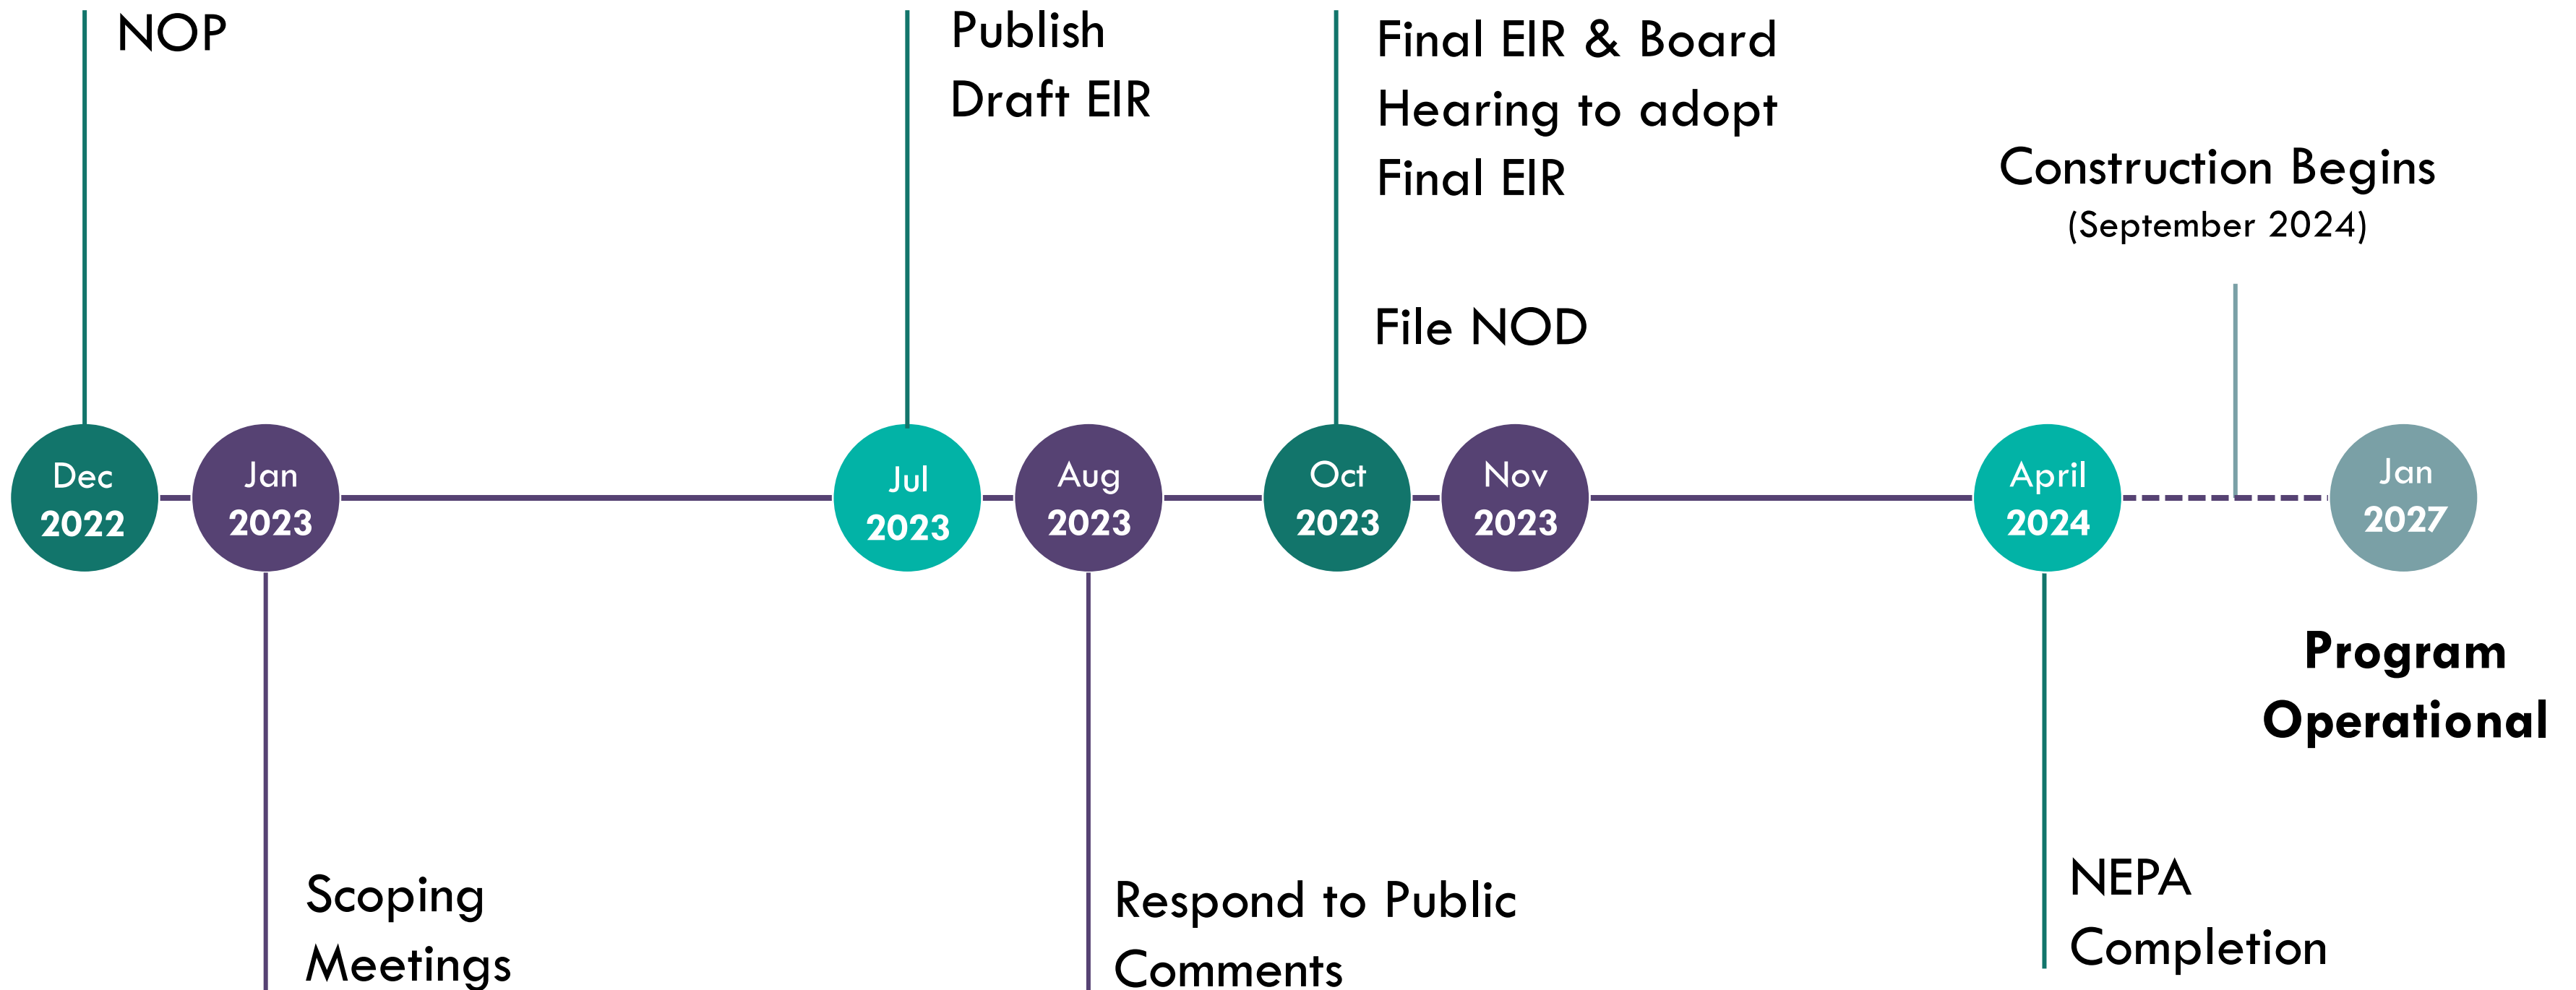 NOP
Publish
Draft EIR
Final EIR & Board
Hearing to adopt
Final EIR
File NOD
Construction Begins
(September 2024)
Dec
2022
Jan
2023
Jul
2023
Aug
2023
Oct
2023
Nov
2023
April
2024
Jan
2027
Program
Operational
Scoping
Meetings
Respond to Public
Comments
NEPA
Completion